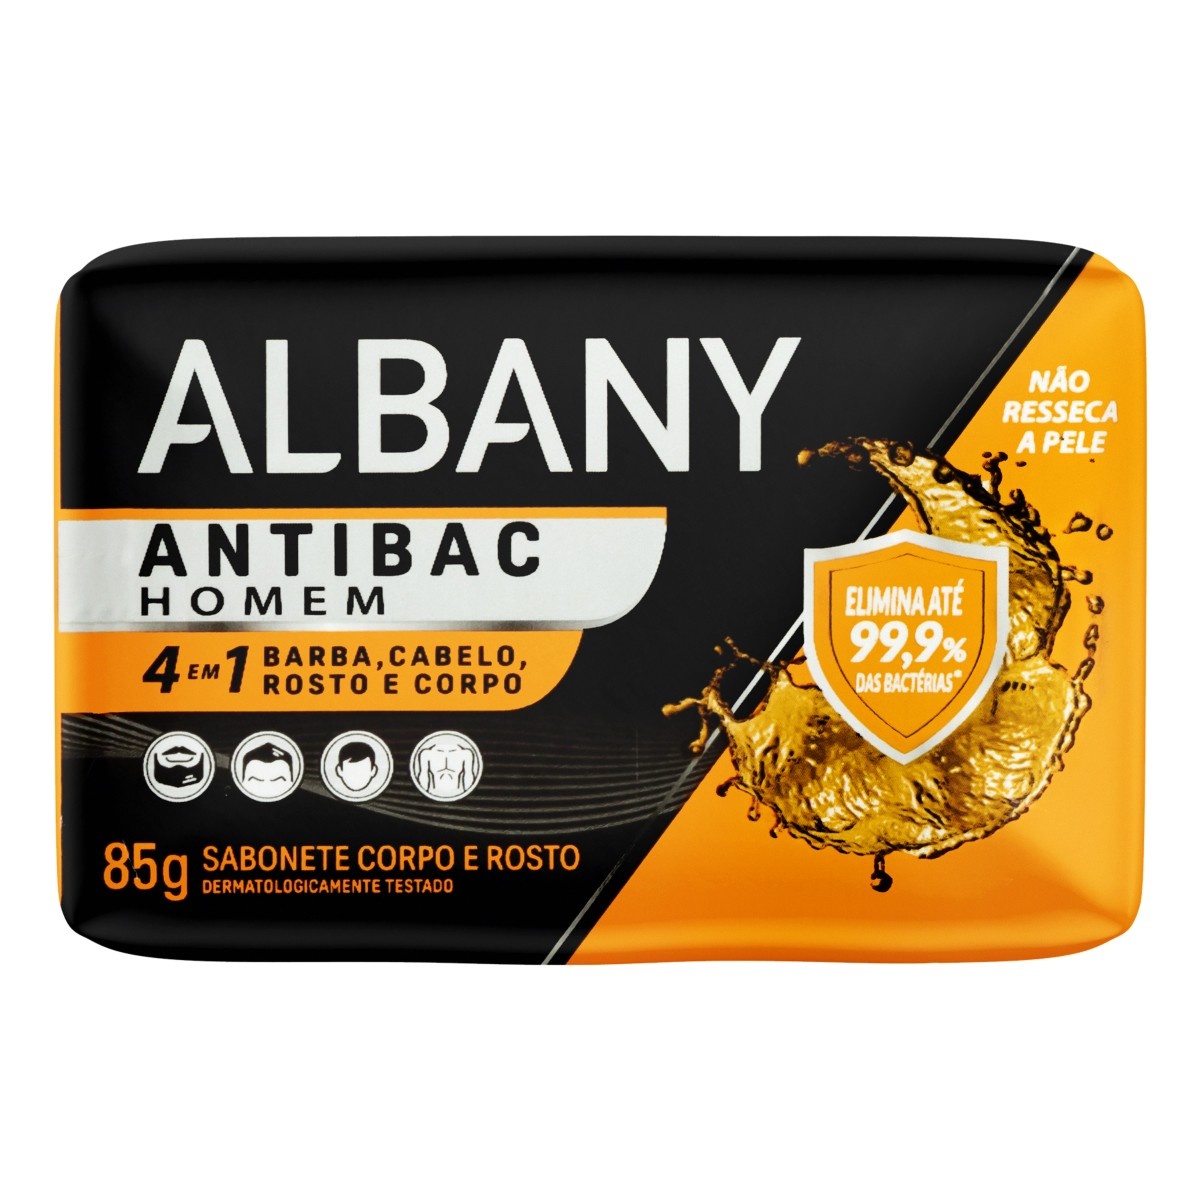 ALBANY
ANTIBAC
HOMEM
4 EM 1 BARBA, CABELO,
ROSTO E CORPO
85g SABONETE CORPO E ROSTO
DERMATOLOGICAMENTE TESTADO
NÃO
RESSECA
A PELE
ELIMINA ATÉ
99,9%
DAS BACTÉRIAS*